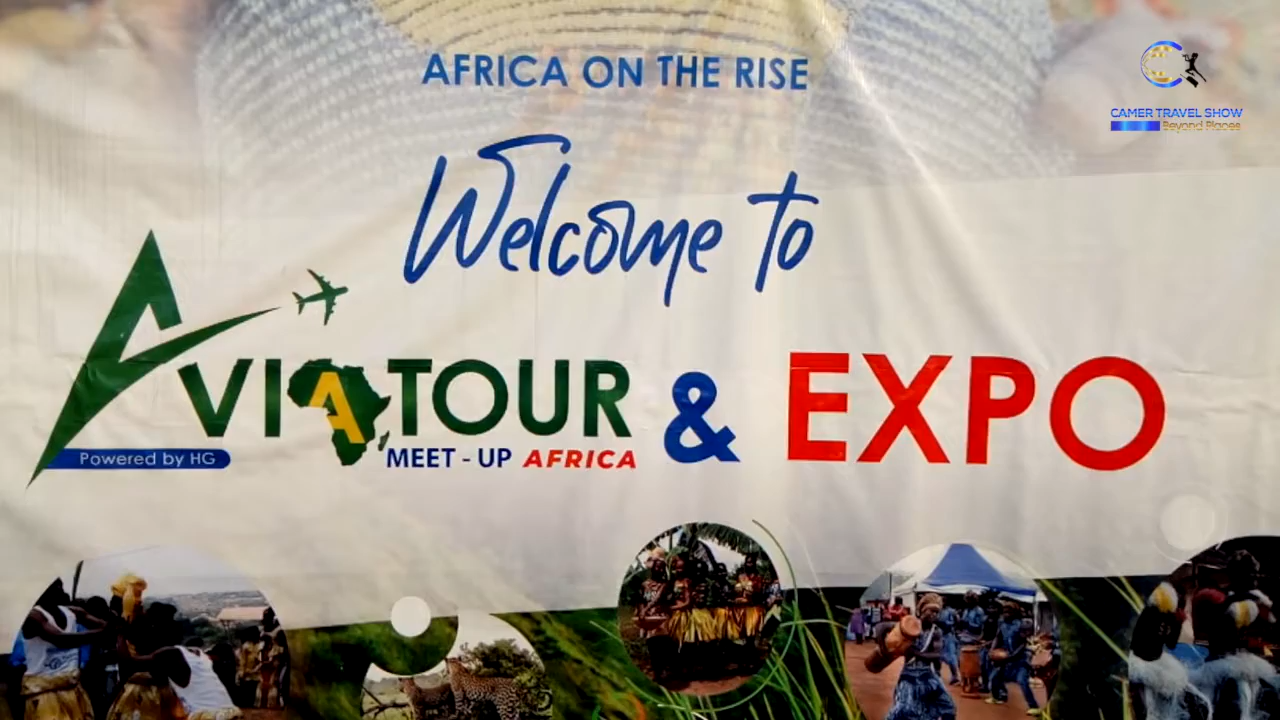 AFRICA ON THE RISE
CAMER TRAVEL SHOW
Beyond Places
Welcome to
AVIATOUR & EXPO
Powered by HG
MEET - UP AFRICA